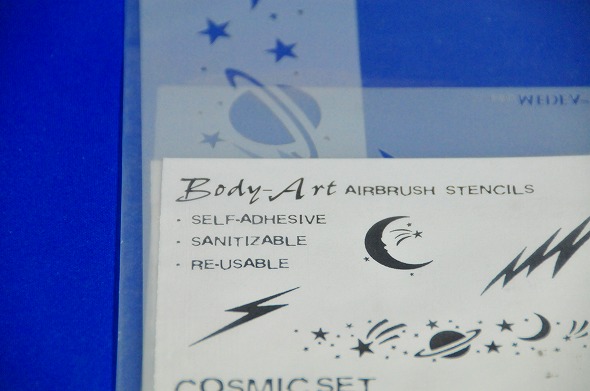 Body-Art AIRBRUSH STENCILS
· SELF-ADHESIVE
· SANITIZABLE
· RE-USABLE
COSMIC SET